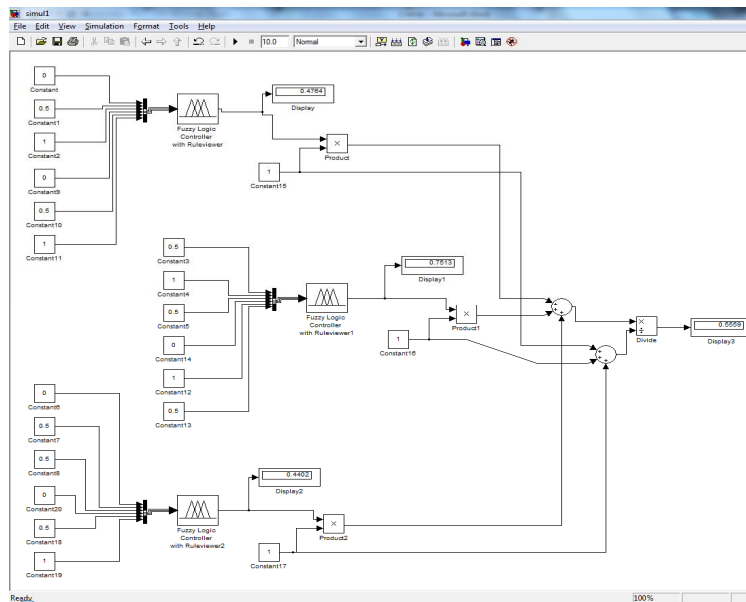 simul1
File Edit View Simulation Format Tools Help
10.0 Normal
0
Constant
0.5
Constant1
1
Constant2
0
Constant9
0.5
Constant10
1
Constant11
Fuzzy Logic
Controller
with Ruleviewer
0.4764
Display
×
Product
1
Constant15
0.5
Constant3
1
Constant4
0.5
Constant5
0
Constant14
1
Constant12
0.5
Constant13
Fuzzy Logic
Controller
with Ruleviewer1
0.7513
Display1
×
Product1
1
Constant16
×
÷
Divide
0.5559
Display3
0
Constant6
0.5
Constant7
0.5
Constant8
0
Constant20
0.5
Constant18
1
Constant19
Fuzzy Logic
Controller
with Ruleviewer2
0.4402
Display2
×
Product2
1
Constant17
Ready
100%